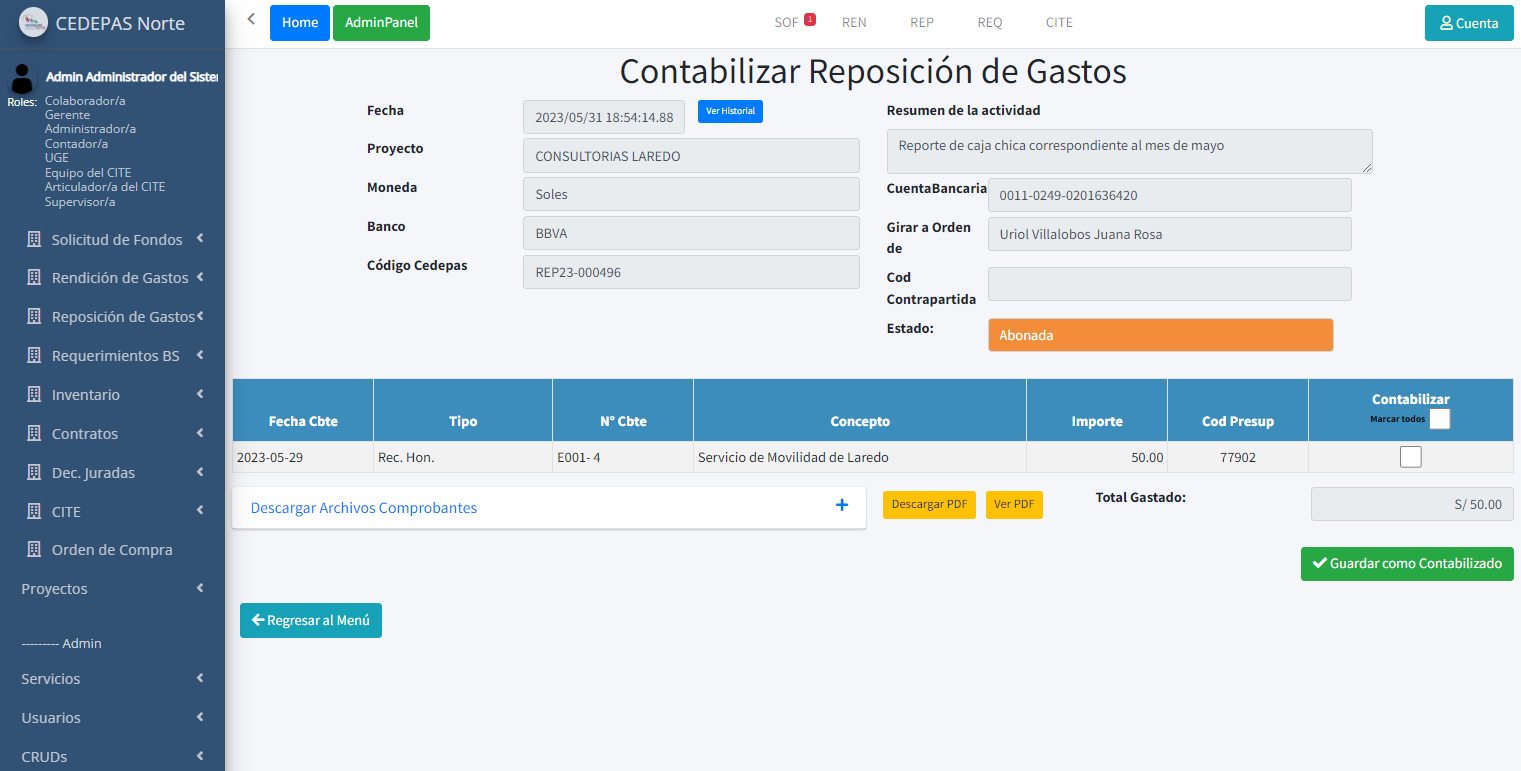 CEDEPAS Norte
Home
AdminPanel
SOF 1
REN
REP
REQ
CITE
Cuenta
Admin Administrador del Sister
Roles:
Colaborador/a
Gerente
Administrador/a
Contador/a
UGE
Equipo del CITE
Articulador/a del CITE
Supervisor/a
Solicitud de Fondos
Rendición de Gastos
Reposición de Gastos
Requerimientos BS
Inventario
Contratos
Dec. Juradas
CITE
Orden de Compra
Proyectos
--------- Admin
Servicios
Usuarios
CRUDs
Contabilizar Reposición de Gastos
Fecha
2023/05/31 18:54:14.88
Ver Historial
Proyecto
CONSULTORIAS LAREDO
Moneda
Soles
Banco
BBVA
Código Cedepas
REP23-000496
Resumen de la actividad
Reporte de caja chica correspondiente al mes de mayo
CuentaBancaria
0011-0249-0201636420
Girar a Orden
de
Uriol Villalobos Juana Rosa
Cod
Contrapartida
Estado:
Abonada
Fecha Cbte
Tipo
N° Cbte
Concepto
Importe
Cod Presup
Contabilizar
Marcar todos
2023-05-29
Rec. Hon.
E001- 4
Servicio de Movilidad de Laredo
50.00
77902
Descargar Archivos Comprobantes
Descargar PDF
Ver PDF
Total Gastado:
S/ 50.00
Guardar como Contabilizado
Regresar al Menú